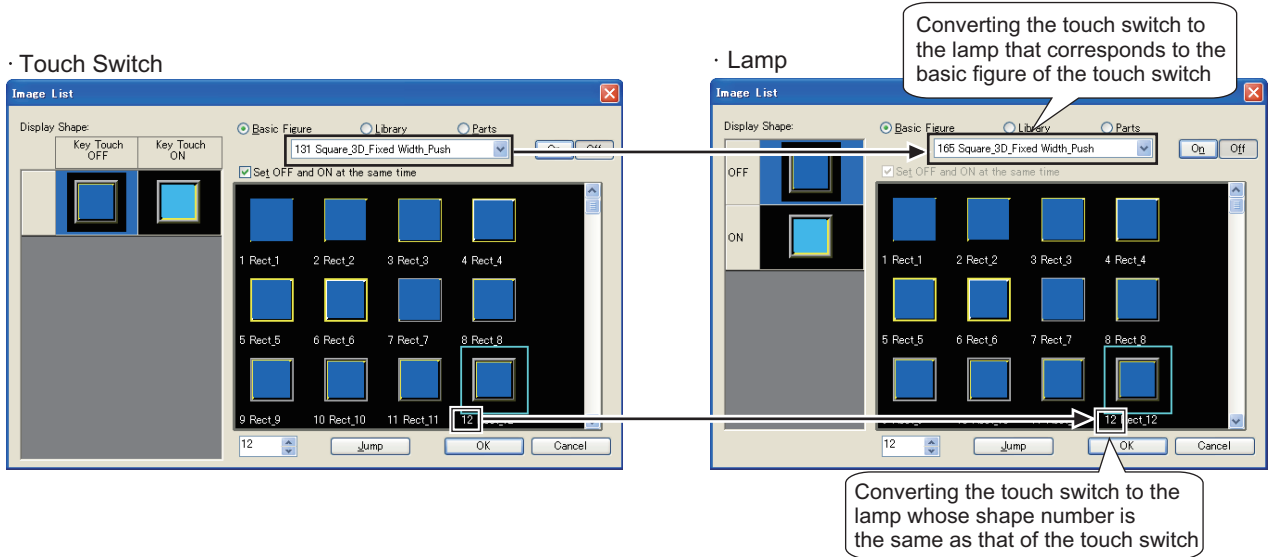 · Touch Switch
Image List
Display Shape:
Key Touch OFF
Key Touch ON
Basic Figure
Library
Parts
131 Square_3D_Fixed Width_Push
On
Off
Set OFF and ON at the same time
1 Rect_1
2 Rect_2
3 Rect_3
4 Rect_4
5 Rect_5
6 Rect_6
7 Rect_7
8 Rect_8
9 Rect_9
10 Rect_10
11 Rect_11
12
12
Jump
OK
Cancel
Converting the touch switch to
the lamp that corresponds to the
basic figure of the touch switch
· Lamp
Image List
Display Shape:
OFF
ON
Basic Figure
Library
Parts
165 Square_3D_Fixed Width_Push
On
Off
Set OFF and ON at the same time
1 Rect_1
2 Rect_2
3 Rect_3
4 Rect_4
5 Rect_5
6 Rect_6
7 Rect_7
8 Rect_8
12 Rect_12
12
Jump
OK
Cancel
Converting the touch switch to the
lamp whose shape number is
the same as that of the touch switch